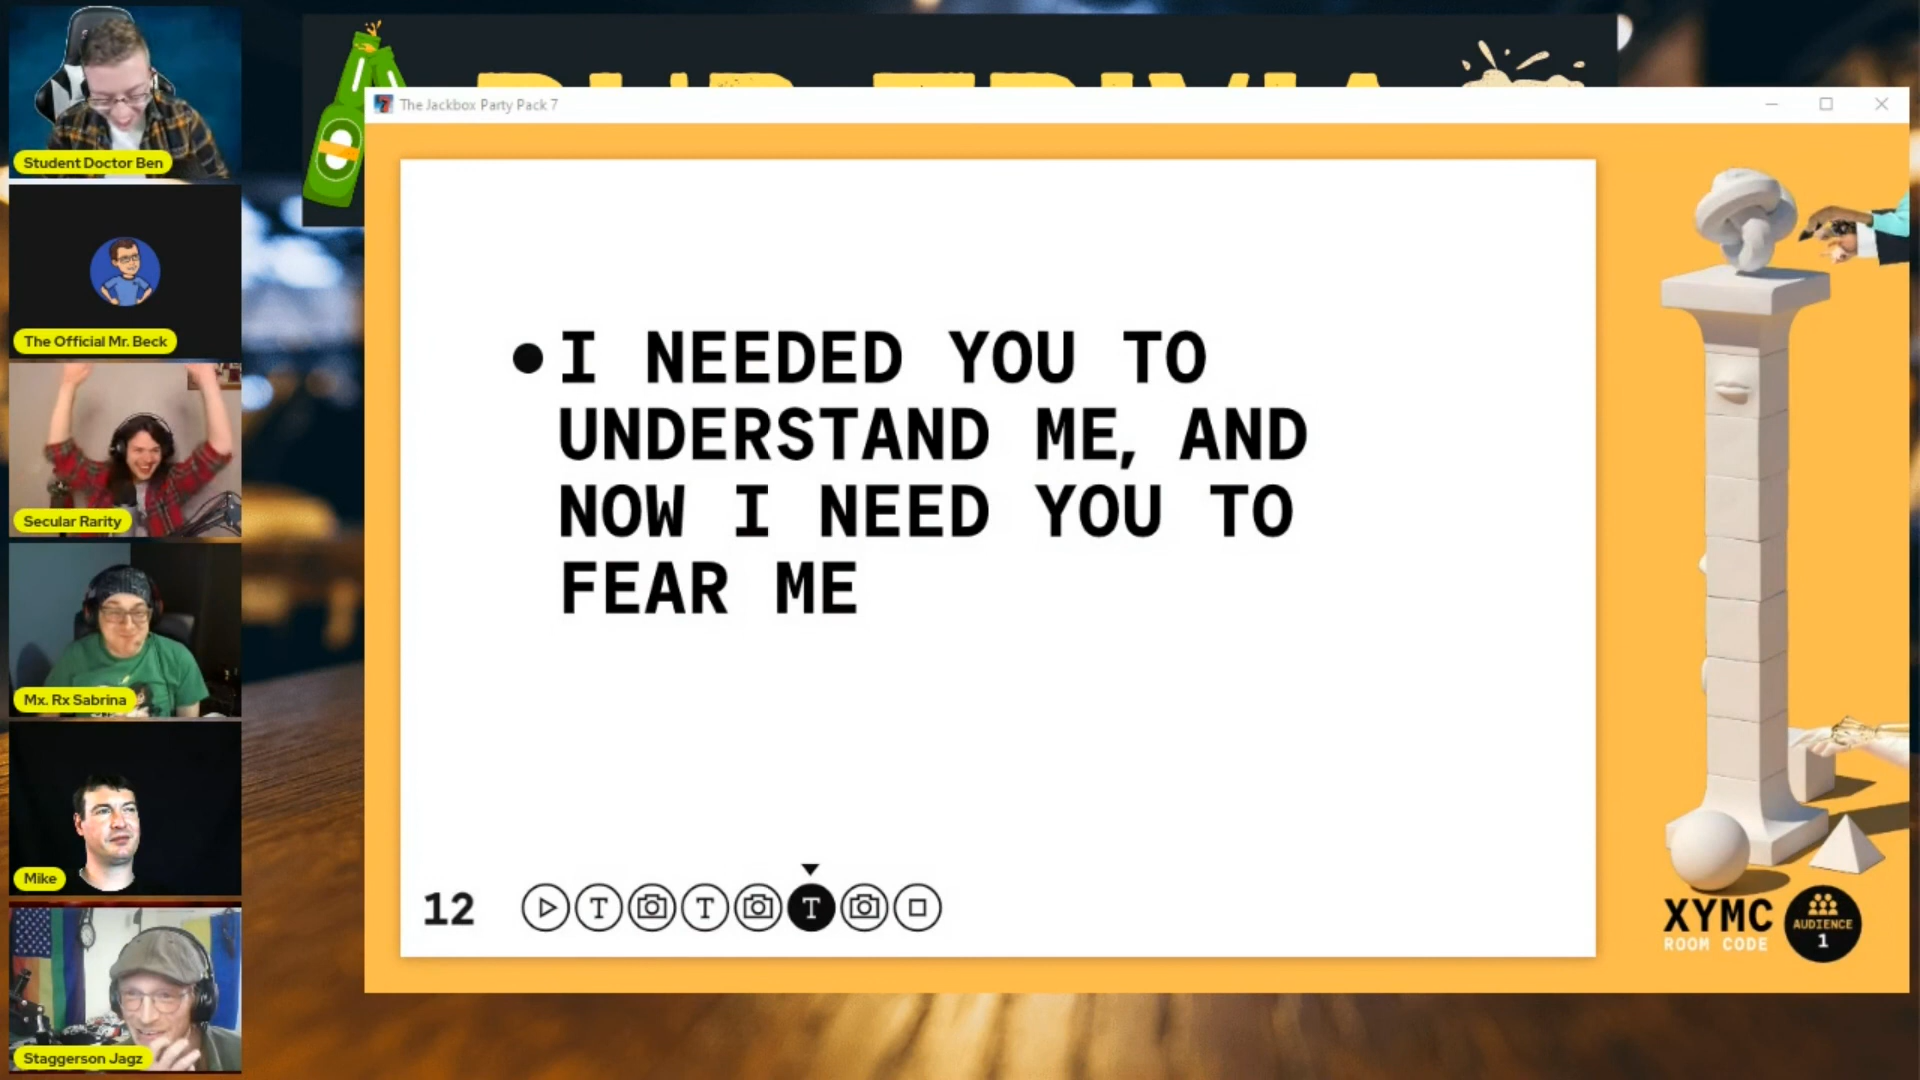 PUB TRIVIA
The Jackbox Party Pack 7
Student Doctor Ben
The Official Mr. Beck
Secular Rarity
Mx. Rx Sabrina
Mike
Staggerson Jagz
• I NEEDED YOU TO
UNDERSTAND ME, AND
NOW I NEED YOU TO
FEAR ME
12
T
T
T
XYMC
ROOM CODE
AUDIENCE
1